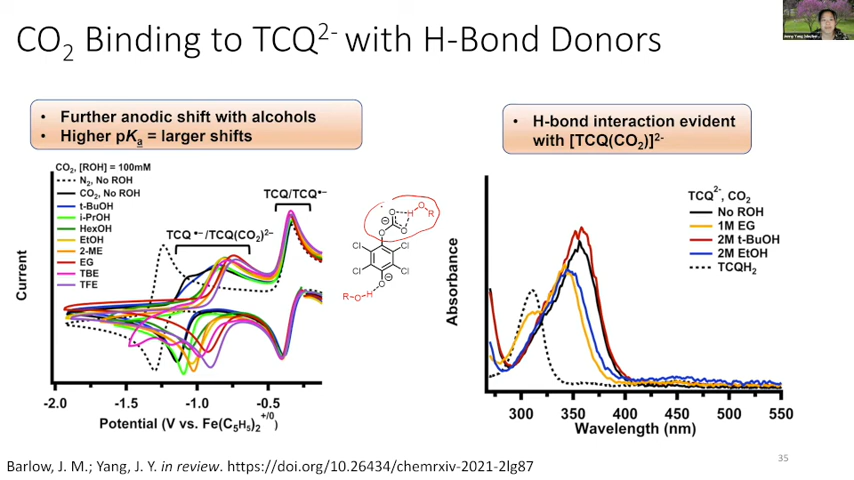 CO2 Binding to TCQ2- with H-Bond Donors
• Further anodic shift with alcohols
• Higher pKa = larger shifts
• H-bond interaction evident
with [TCQ(CO2)]2-
CO2, [ROH] = 100mM
N2, No ROH
CO2, No ROH
t-BuOH
i-PrOH
HexOH
EtOH
2-ME
EG
TBE
TFE
TCQ/TCQ•−
TCQ•−/TCQ(CO2)2−
Current
-2.0 -1.5 -1.0 -0.5
Potential (V vs. Fe(C5H5)2+/0)
O H O R
O
O
Cl Cl
Cl Cl
O
R O H
TCQ2-, CO2
No ROH
1M EG
2M t-BuOH
2M EtOH
TCQH2
Absorbance
300 350 400 450 500 550
Wavelength (nm)
Barlow, J. M.; Yang, J. Y. in review. https://doi.org/10.26434/chemrxiv-2021-2lg87
35